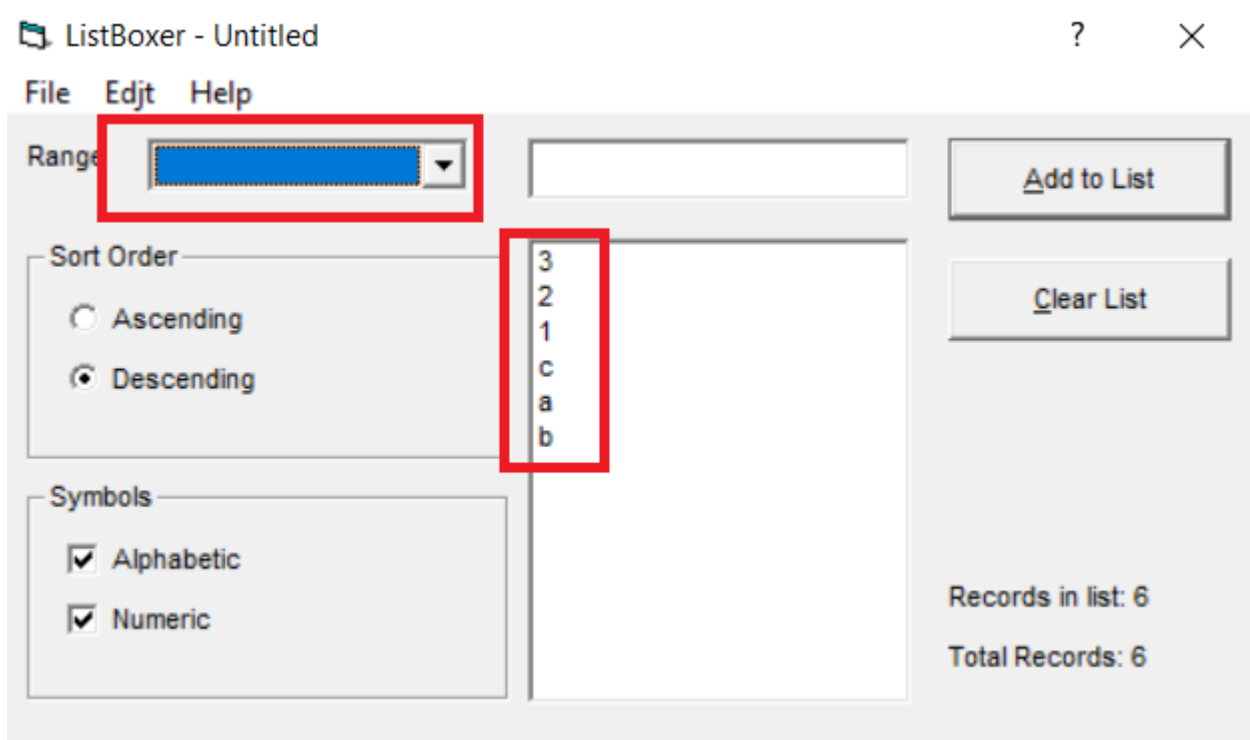 ListBoxer - Untitled ?
File Edjt Help
Range
Add to List
Sort Order
Ascending
Descending
3
2
1
c
a
b
Clear List
Symbols
Alphabetic
Numeric
Records in list: 6
Total Records: 6